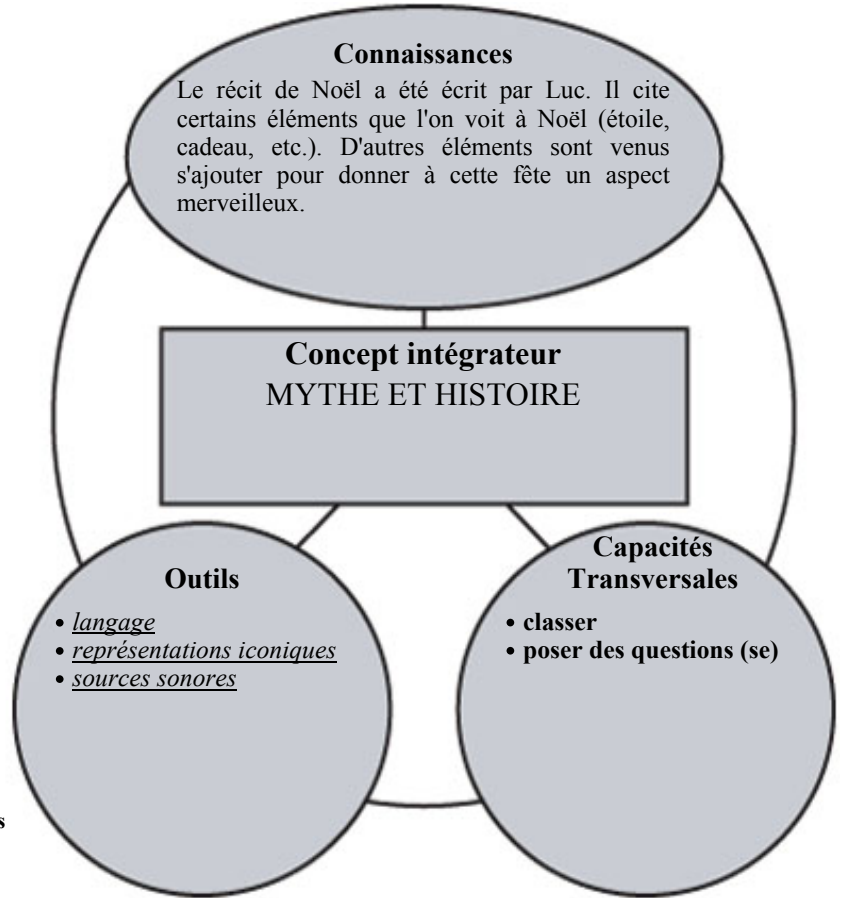 Connaissances
Le récit de Noël a été écrit par Luc. Il cite
certains éléments que l'on voit à Noël (étoile,
cadeau, etc.). D'autres éléments sont venus
s'ajouter pour donner à cette fête un aspect
merveilleux.
Concept intégrateur
MYTHE ET HISTOIRE
Outils
• langage
• représentations iconiques
• sources sonores
Capacités
Transversales
• classer
• poser des questions (se)
s